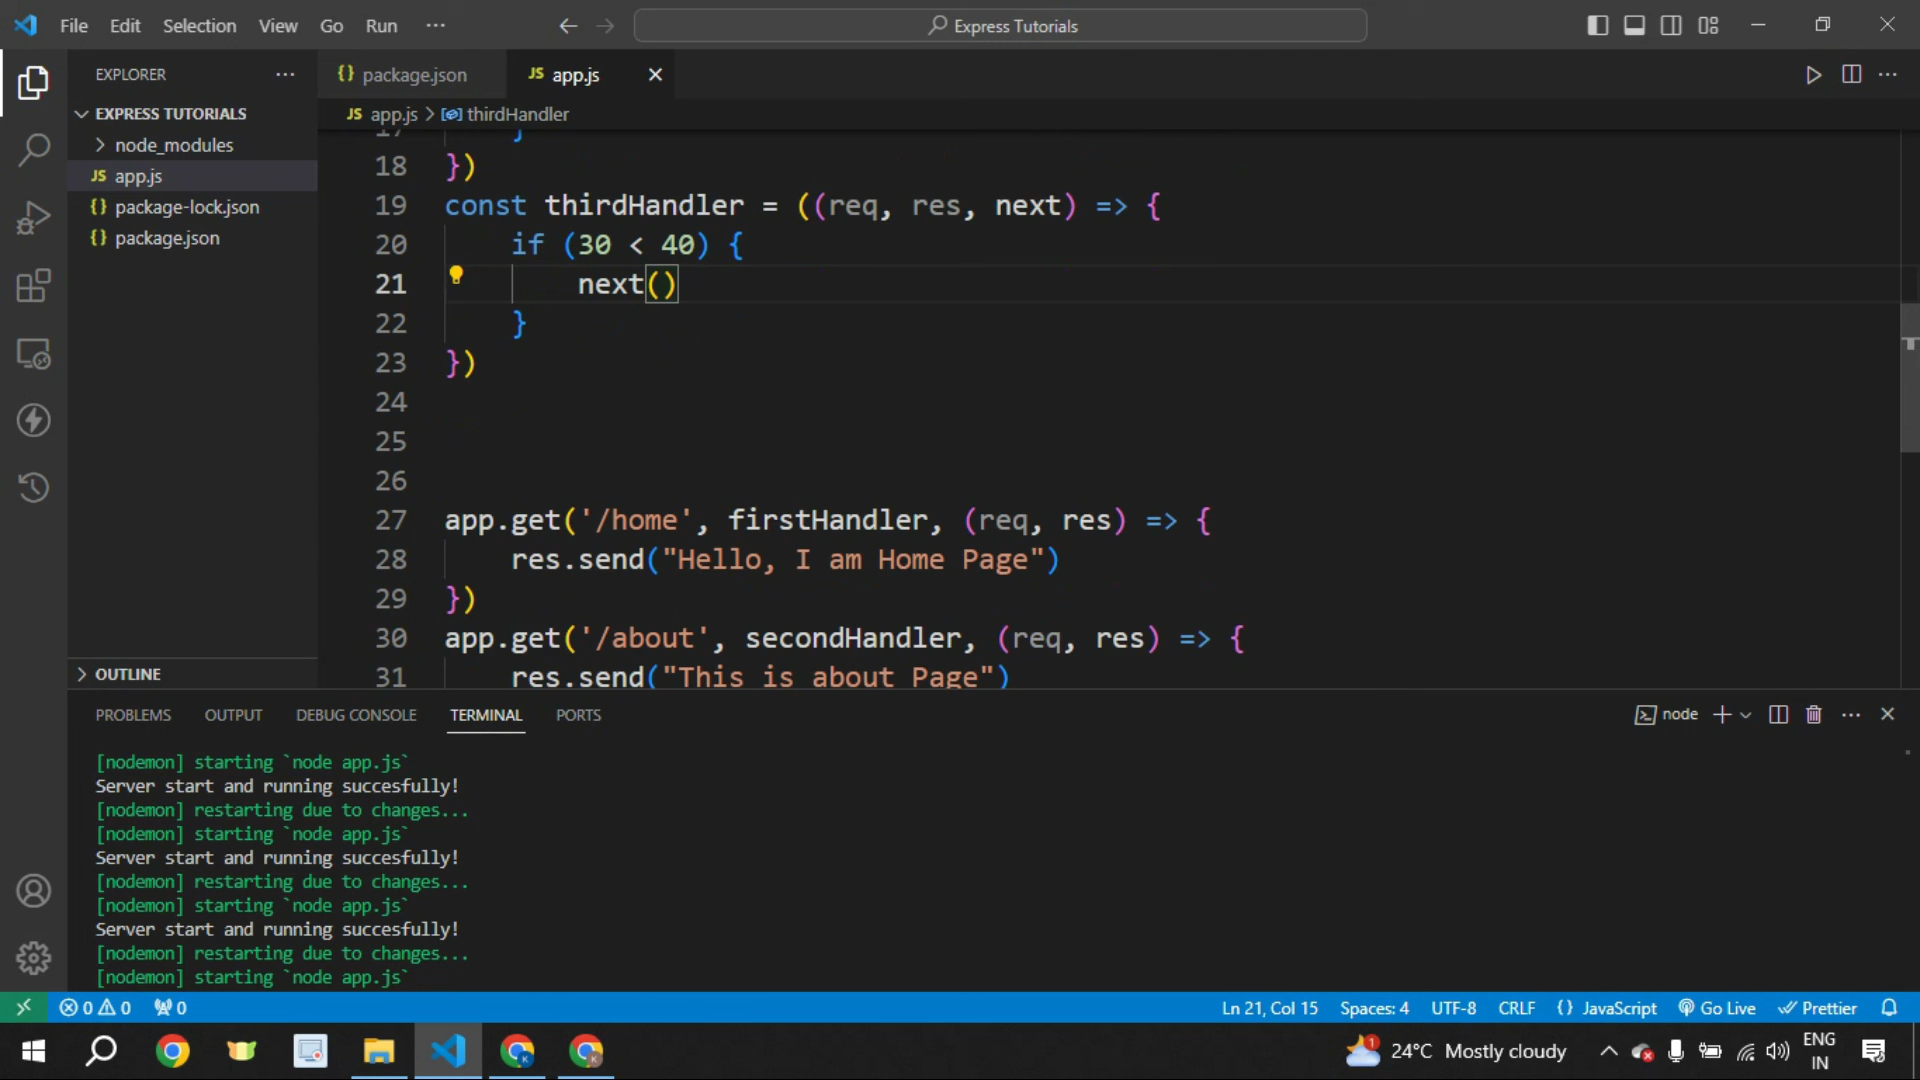 File Edit Selection View Go Run ··· Express Tutorials
EXPLORER ···
{} package.json
JS app.js
JS app.js > thirdHandler
EXPRESS TUTORIALS
node_modules
JS app.js
{} package-lock.json
{} package.json
OUTLINE
17 }
18 })
19 const thirdHandler = ((req, res, next) => {
20 if (30 < 40) {
21 next()
22 }
23 })
24
25
26
27 app.get('/home', firstHandler, (req, res) => {
28 res.send("Hello, I am Home Page")
29 })
30 app.get('/about', secondHandler, (req, res) => {
31 res.send("This is about Page")
PROBLEMS OUTPUT DEBUG CONSOLE TERMINAL PORTS
node
[nodemon] starting `node app.js`
Server start and running succesfully!
[nodemon] restarting due to changes...
[nodemon] starting `node app.js`
Server start and running succesfully!
[nodemon] restarting due to changes...
[nodemon] starting `node app.js`
Server start and running succesfully!
[nodemon] restarting due to changes...
[nodemon] starting `node app.js`
0 0 0 Ln 21, Col 15 Spaces: 4 UTF-8 CRLF {} JavaScript Go Live Prettier
1 24°C Mostly cloudy
ENG
IN